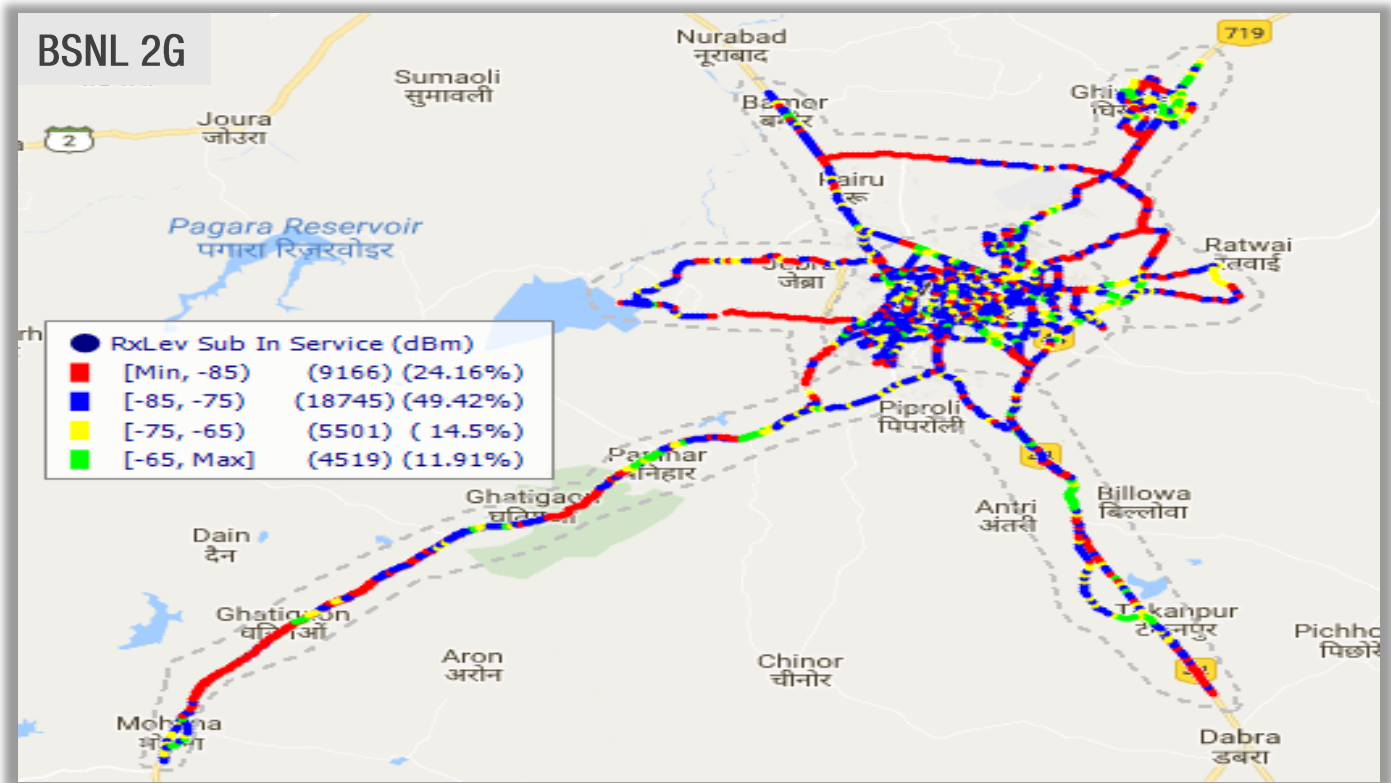 BSNL 2G
719
Nurabad
नूराबाद
Sumaoli
सुमावली
Joura
जोउरा
2
Pagara Reservoir
पगारा रिज़रवोइर
Ratwai
जेब्रा
RxLev Sub In Service (dBm)
[Min, -85) (9166) (24.16%)
[-85, -75) (18745) (49.42%)
[-75, -65) (5501) ( 14.5%)
[-65, Max] (4519) (11.91%)
Piproli
पिपरोली
Billowa
बिल्लोवा
Antri
अंतरी
Dain
दैन
Aron
अरोन
Chinor
चीनोर
Dabra
डबरा